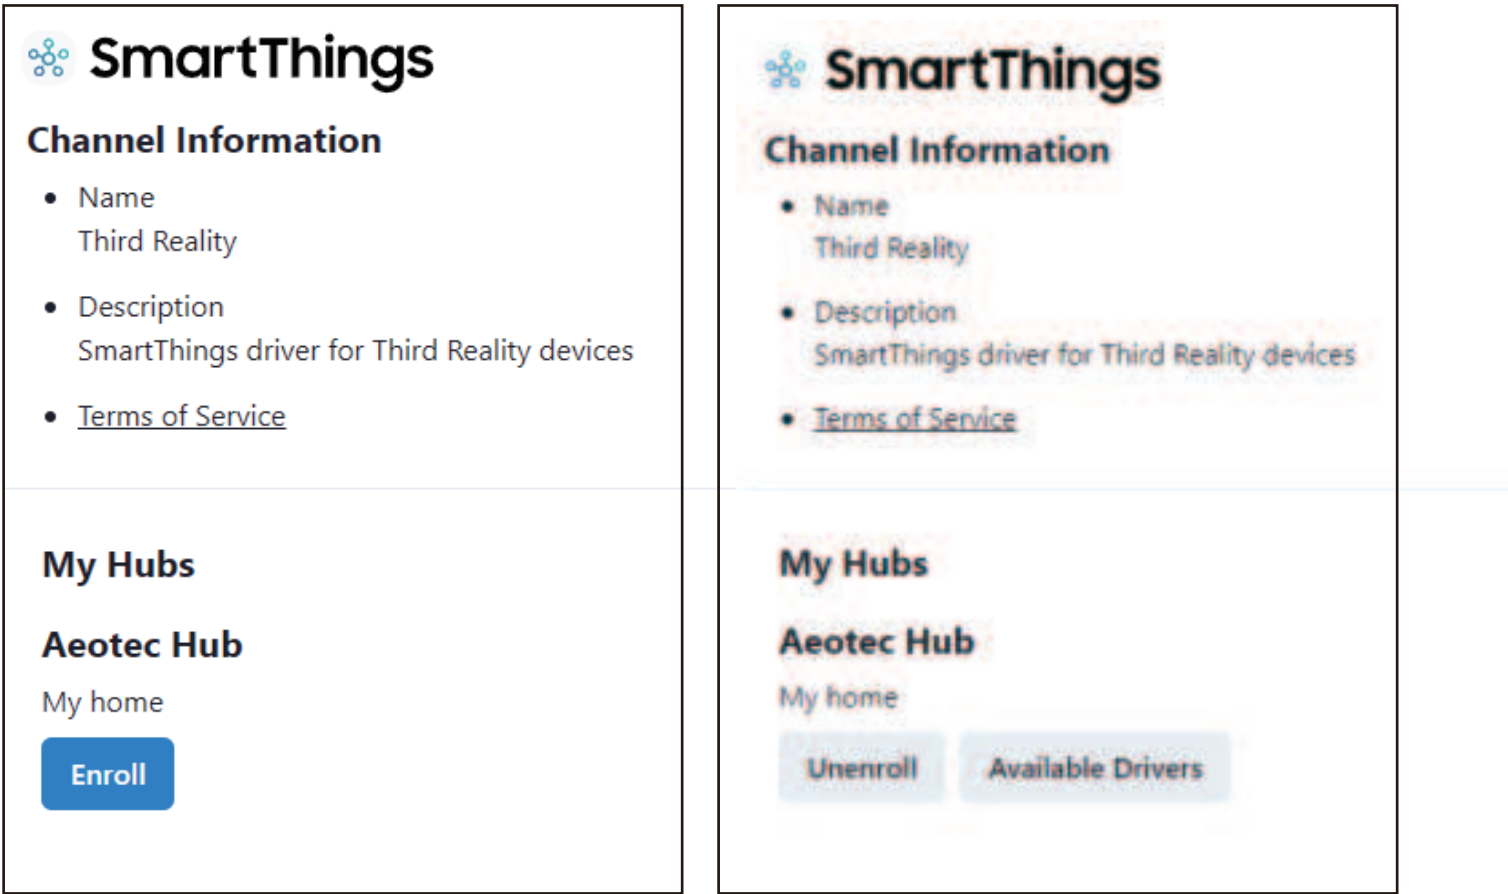 SmartThings
Channel Information
• Name
Third Reality
• Description
SmartThings driver for Third Reality devices
• Terms of Service
My Hubs
Aeotec Hub
My home
Enroll
SmartThings
Channel Information
• Name
Third Reality
• Description
SmartThings driver for Third Reality devices
• Terms of Service
My Hubs
Aeotec Hub
My home
Unenroll Available Drivers